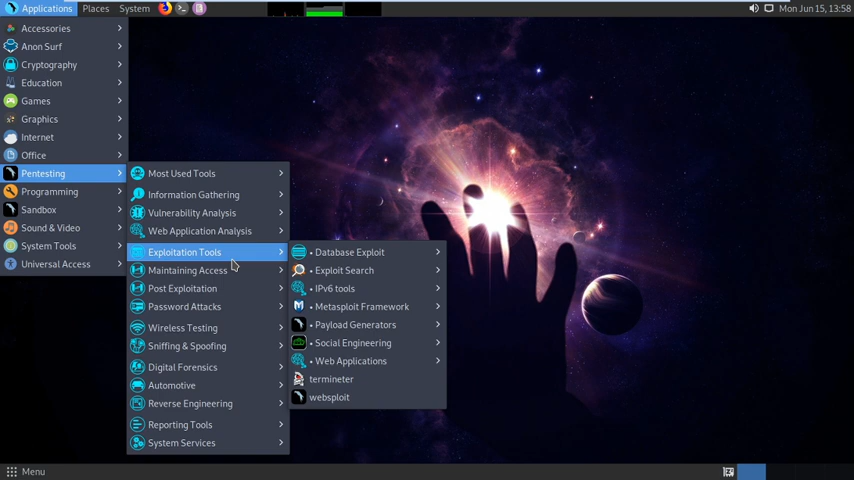 Applications Places System Mon Jun 15, 13:58
Accessories
Anon Surf
Cryptography
Education
Games
Graphics
Internet
Office
Pentesting
Programming
Sandbox
Sound & Video
System Tools
Universal Access
Most Used Tools
Information Gathering
Vulnerability Analysis
Web Application Analysis
Exploitation Tools
Maintaining Access
Post Exploitation
Password Attacks
Wireless Testing
Sniffing & Spoofing
Digital Forensics
Automotive
Reverse Engineering
Reporting Tools
System Services
• Database Exploit
• Exploit Search
• IPv6 tools
• Metasploit Framework
• Payload Generators
• Social Engineering
• Web Applications
termineter
websploit
Menu